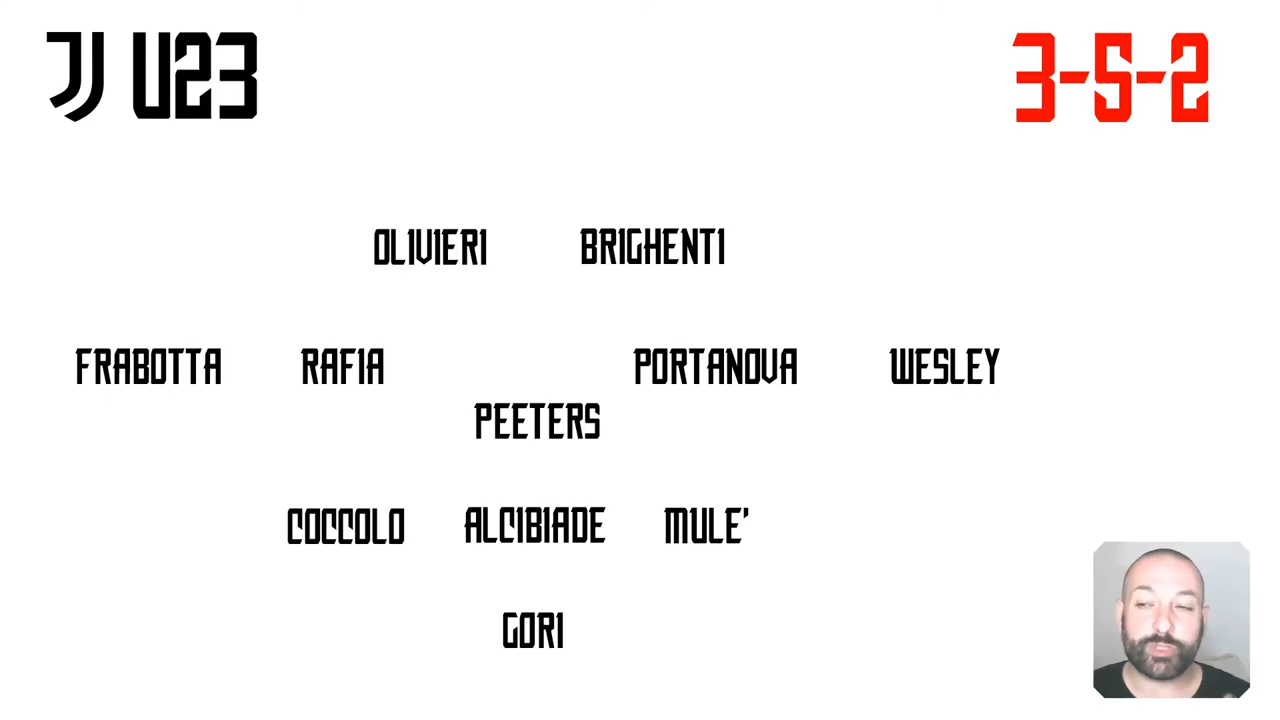 U23
3-5-2
OLIVIERI BRIGHENTI
FRABOTTA RAFIA PORTANOVA WESLEY
PEETERS
COCCOLO ALCIBIADE MULE'
GORI